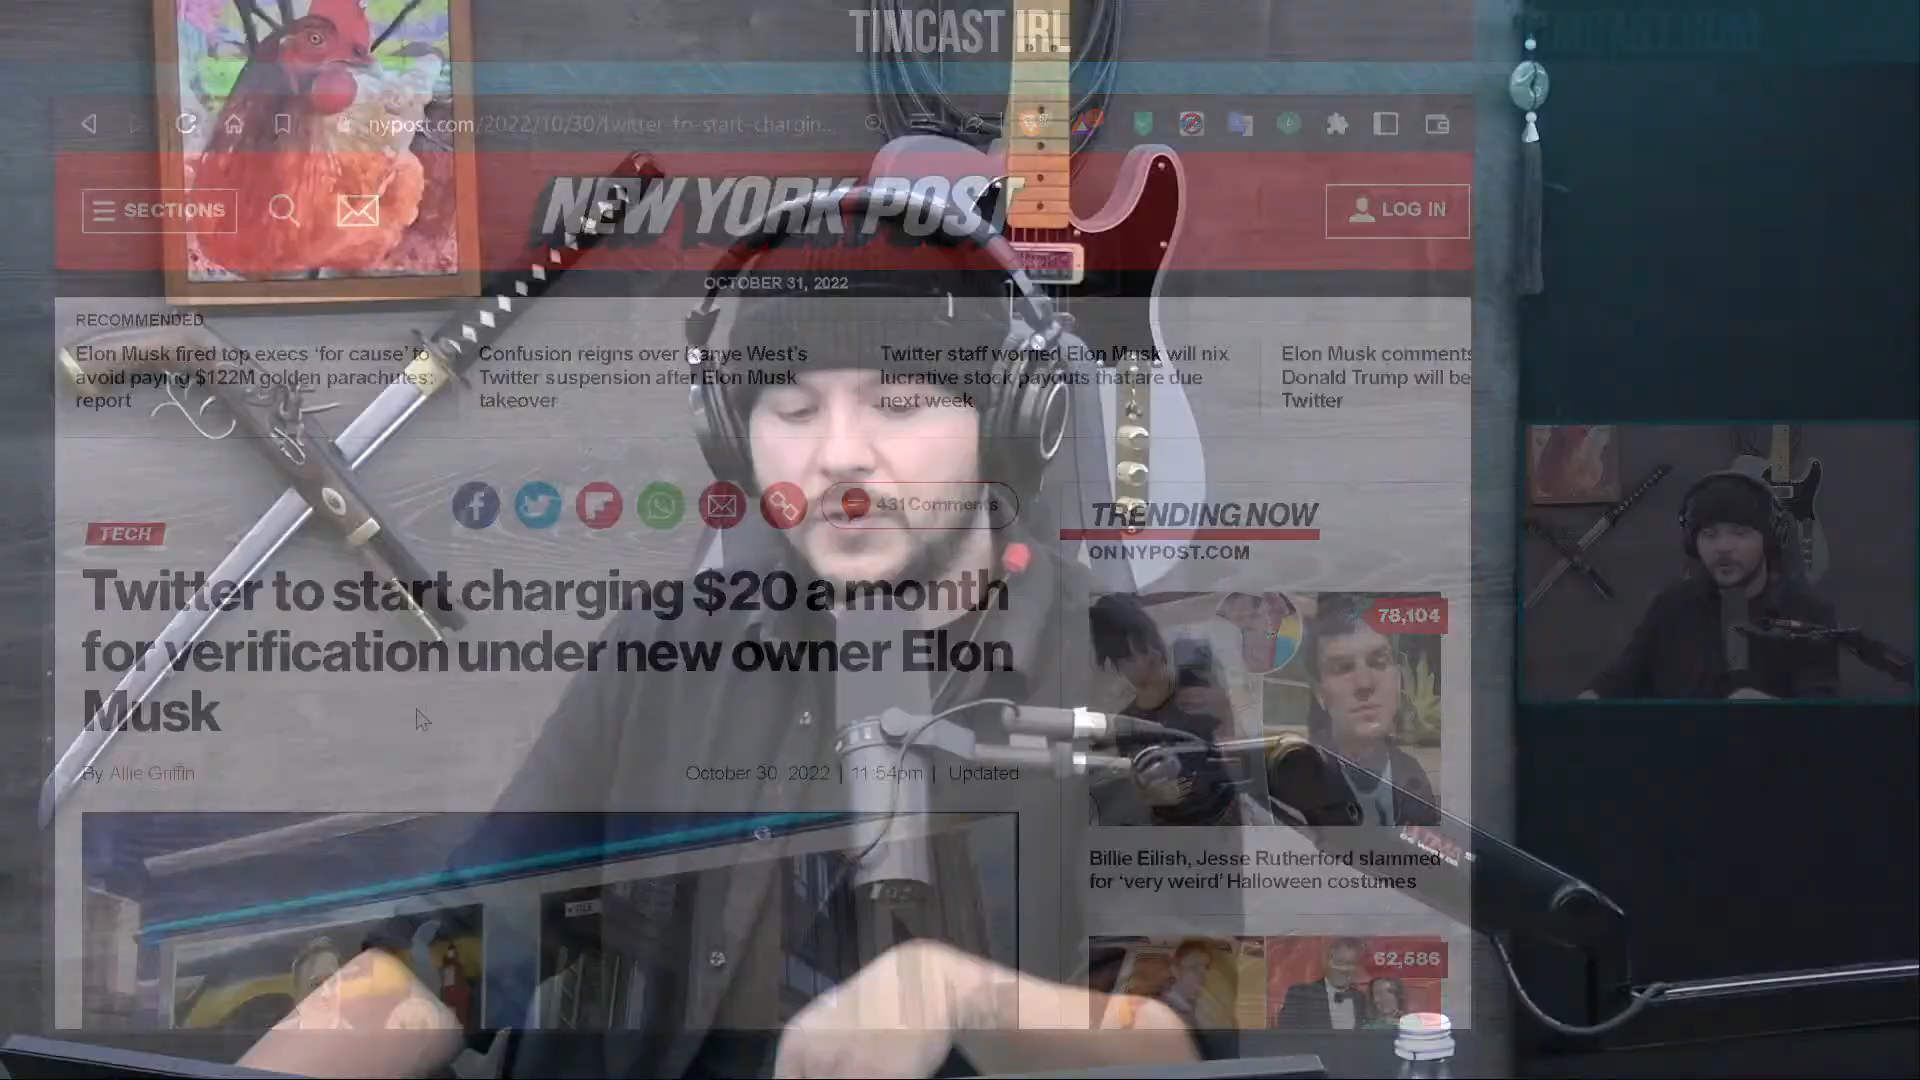 TIMCAST IRL
TIMCAST.COM
nypost.com/2022/10/30/twitter-to-start-chargin...
SECTIONS
NEW YORK POST
LOG IN
OCTOBER 31, 2022
RECOMMENDED
Elon Musk fired top execs ‘for cause’ to
avoid paying $122M golden parachutes:
report
Confusion reigns over Kanye West’s
Twitter suspension after Elon Musk
takeover
Twitter staff worried Elon Musk will nix
lucrative stock payouts that are due
next week
Elon Musk comments
Donald Trump will be
Twitter
431 Comments
TECH
Twitter to start charging $20 a month
for verification under new owner Elon
Musk
By Allie Griffin
October 30, 2022 | 11:54pm | Updated
TRENDING NOW
ON NYPOST.COM
78,104
Billie Eilish, Jesse Rutherford slammed
for ‘very weird’ Halloween costumes
62,586